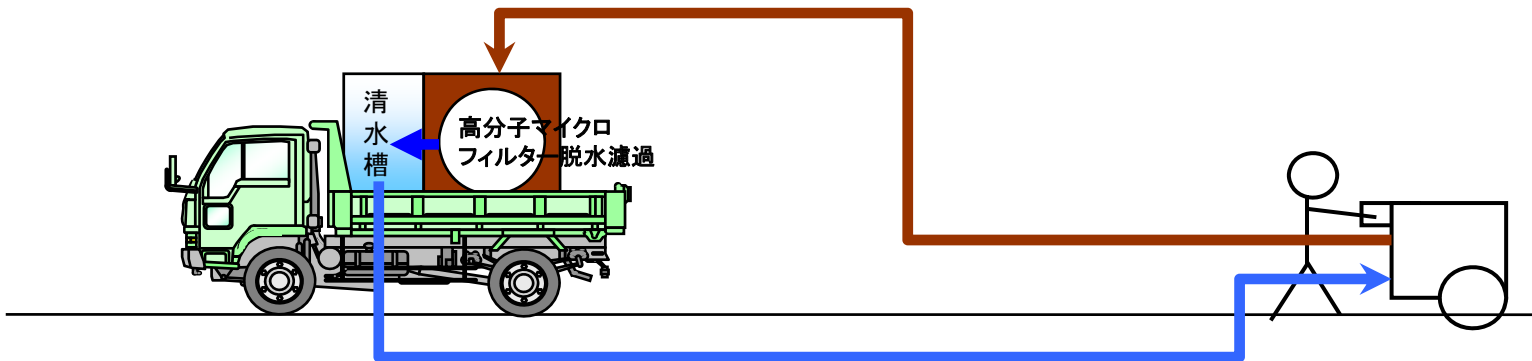 清水槽
高分子マイクロ
フィルター脱水濾過